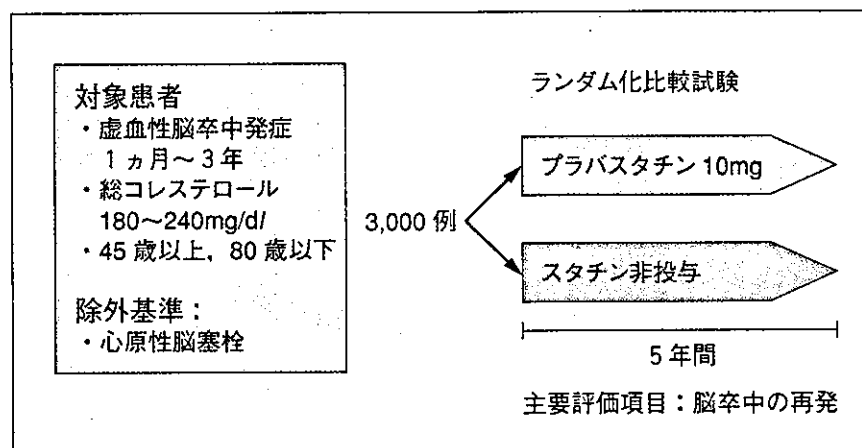 対象患者
・虚血性脳卒中発症
1ヵ月〜3年
・総コレステロール
180〜240mg/dl
・45歳以上，80歳以下
除外基準：
・心原性脳塞栓
3,000例
ランダム化比較試験
プラバスタチン10mg
スタチン非投与
5年間
主要評価項目：脳卒中の再発